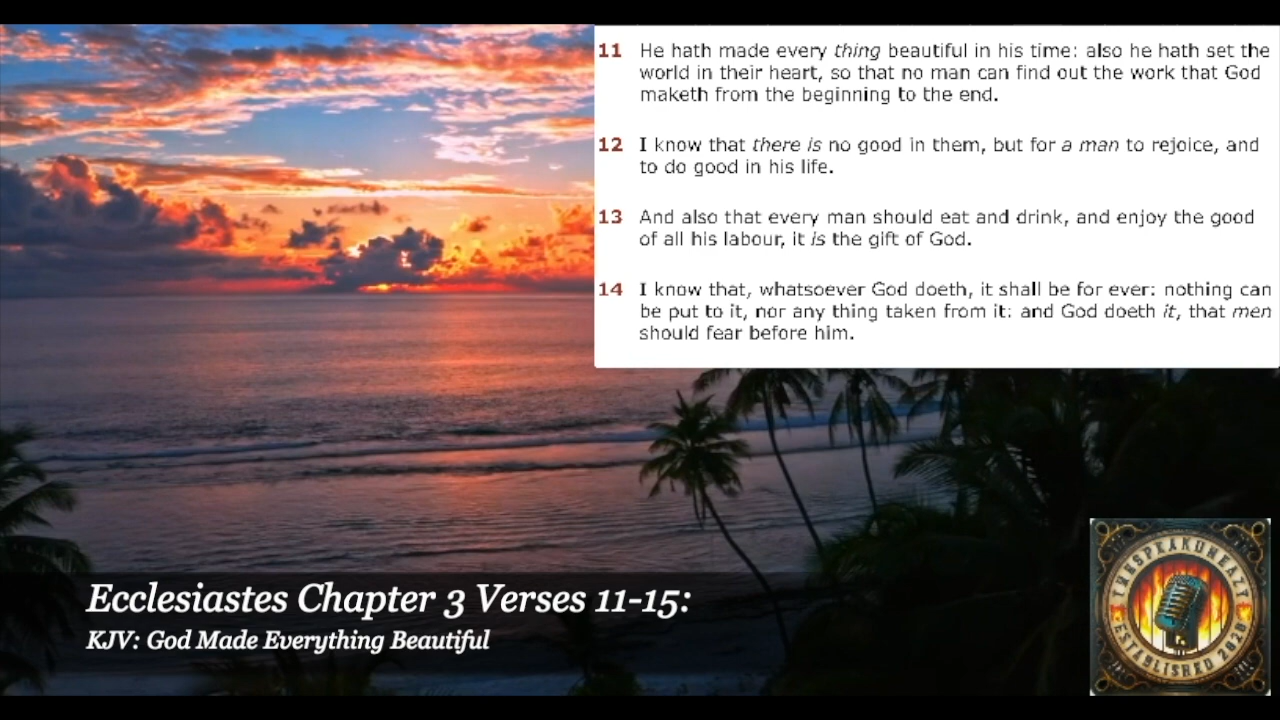 11 He hath made every thing beautiful in his time: also he hath set the
world in their heart, so that no man can find out the work that God
maketh from the beginning to the end.
12 I know that there is no good in them, but for a man to rejoice, and
to do good in his life.
13 And also that every man should eat and drink, and enjoy the good
of all his labour, it is the gift of God.
14 I know that, whatsoever God doeth, it shall be for ever: nothing can
be put to it, nor any thing taken from it: and God doeth it, that men
should fear before him.
Ecclesiastes Chapter 3 Verses 11-15:
KJV: God Made Everything Beautiful
ESTABLISHED 2020